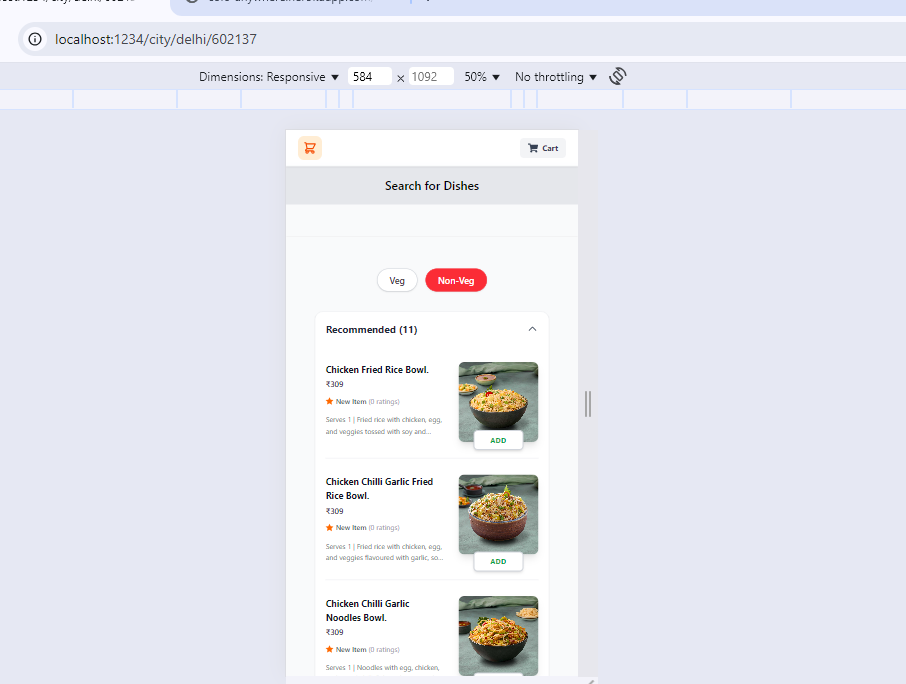 localhost:1234/city/delhi/602137
Dimensions: Responsive 584 × 1092 50% No throttling
Cart
Search for Dishes
Veg Non-Veg
Recommended (11)
Chicken Fried Rice Bowl.
₹309
New Item (0 ratings)
Serves 1 | Fried rice with chicken, egg,
and veggies tossed with soy and...
ADD
Chicken Chilli Garlic Fried
Rice Bowl.
₹309
New Item (0 ratings)
Serves 1 | Fried rice with chicken, egg,
and veggies flavoured with garlic, so...
ADD
Chicken Chilli Garlic
Noodles Bowl.
₹309
New Item (0 ratings)
Serves 1 | Noodles with egg, chicken,